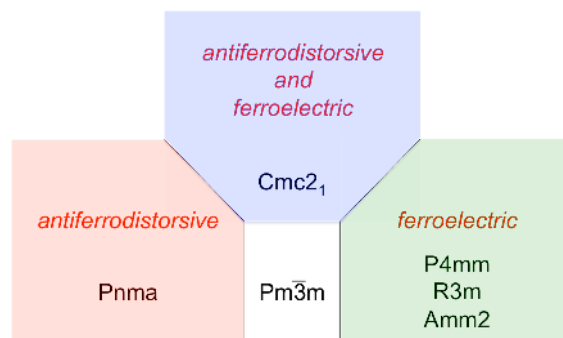 antiferrodistorsive
and
ferroelectric
Cmc2₁
antiferrodistorsive
Pnma
Pm3̅m
ferroelectric
P4mm
R3m
Amm2